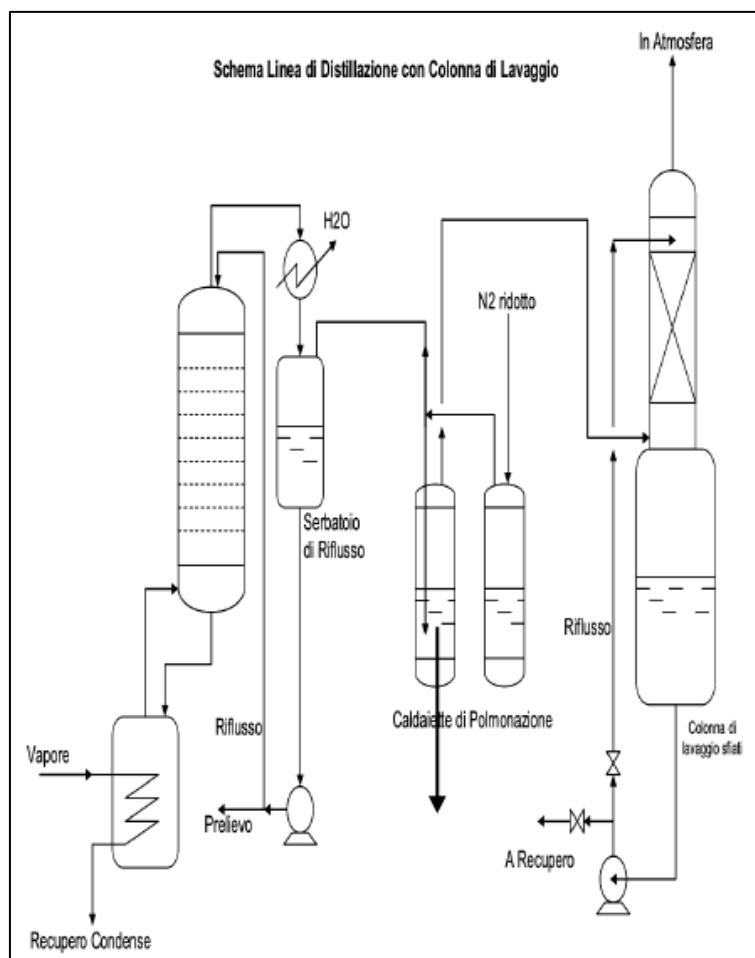 In Atmosfera
Schema Linea di Distillazione con Colonna di Lavaggio
H2O
N2 ridotto
Serbatoio
di Riflusso
Riflusso
Caldaiette di Polmonazione
Riflusso
Colonna di
lavaggio sfiati
Vapore
Prelievo
A Recupero
Recupero Condense